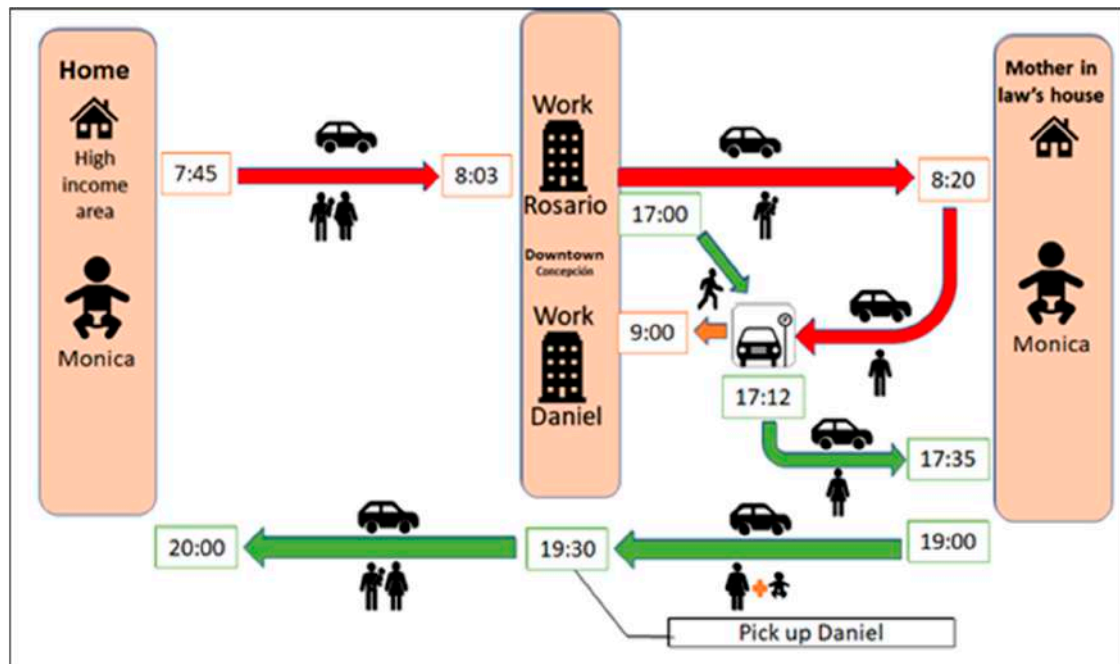 Home
High
income
area
Monica
7:45
8:03
Work
Rosario
Downtown
Concepción
Work
Daniel
17:00
9:00
8:20
17:12
17:35
Mother in
law's house
Monica
20:00
19:30
19:00
Pick up Daniel